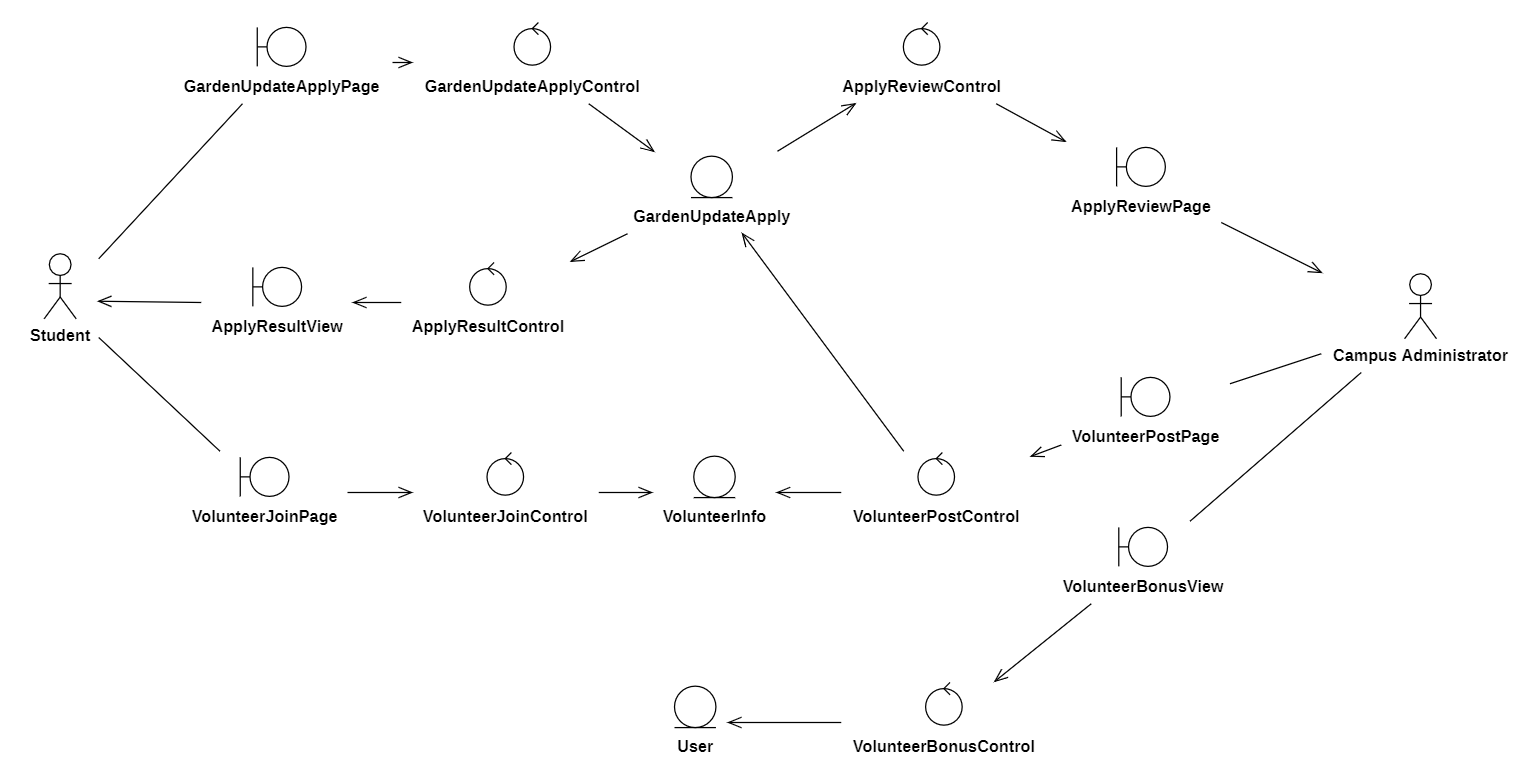 GardenUpdateApplyPage
GardenUpdateApplyControl
ApplyReviewControl
ApplyReviewPage
GardenUpdateApply
Student
ApplyResultView
ApplyResultControl
Campus Administrator
VolunteerPostPage
VolunteerJoinPage
VolunteerJoinControl
VolunteerInfo
VolunteerPostControl
VolunteerBonusView
User
VolunteerBonusControl